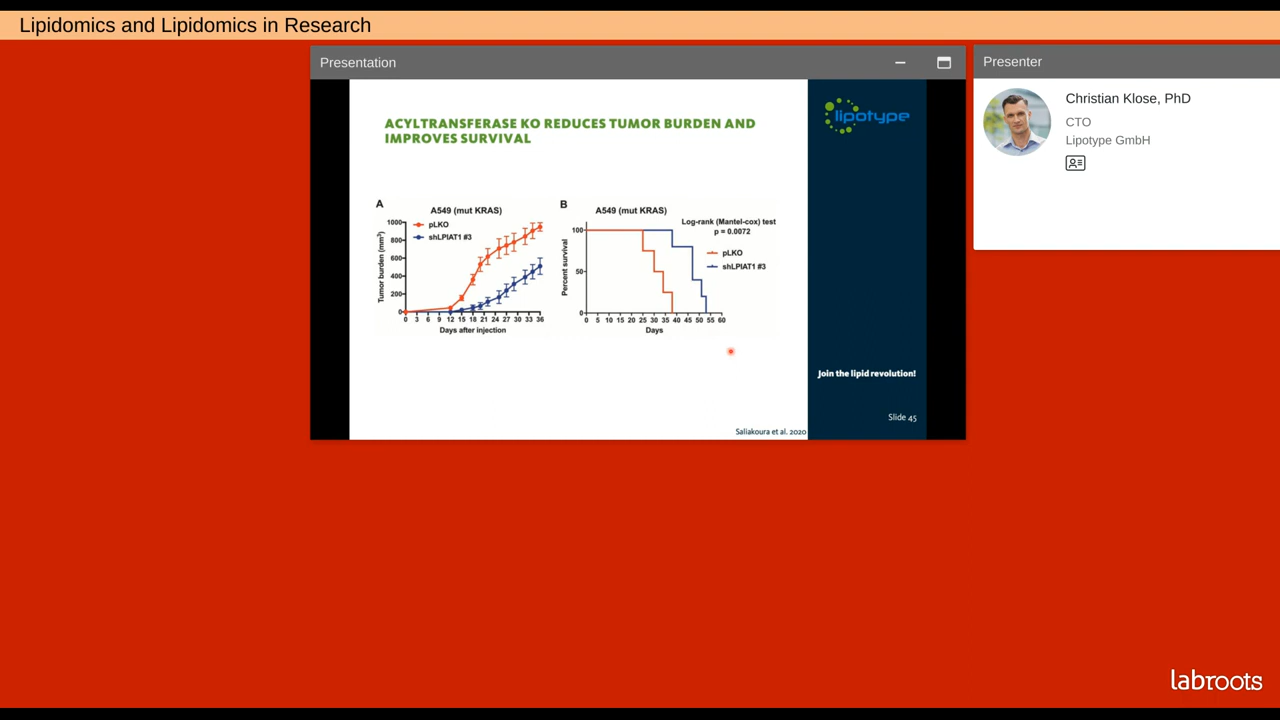 Lipidomics and Lipidomics in Research
Presentation
Presenter
Christian Klose, PhD
CTO
Lipotype GmbH
ACYLTRANSFERASE KO REDUCES TUMOR BURDEN AND
IMPROVES SURVIVAL
lipotype
A
A549 (mut KRAS)
pLKO
shLPIAT1 #3
Tumor burden (mm³)
1000
800
600
400
200
0
0 3 6 9 12 15 18 21 24 27 30 33 36
Days after injection
B
A549 (mut KRAS)
Log-rank (Mantel-cox) test
p = 0.0072
pLKO
shLPIAT1 #3
Percent survival
100
50
0
0 5 10 15 20 25 30 35 40 45 50 55 60
Days
Join the lipid revolution!
Slide 45
Saliakoura et al. 2020
labroots